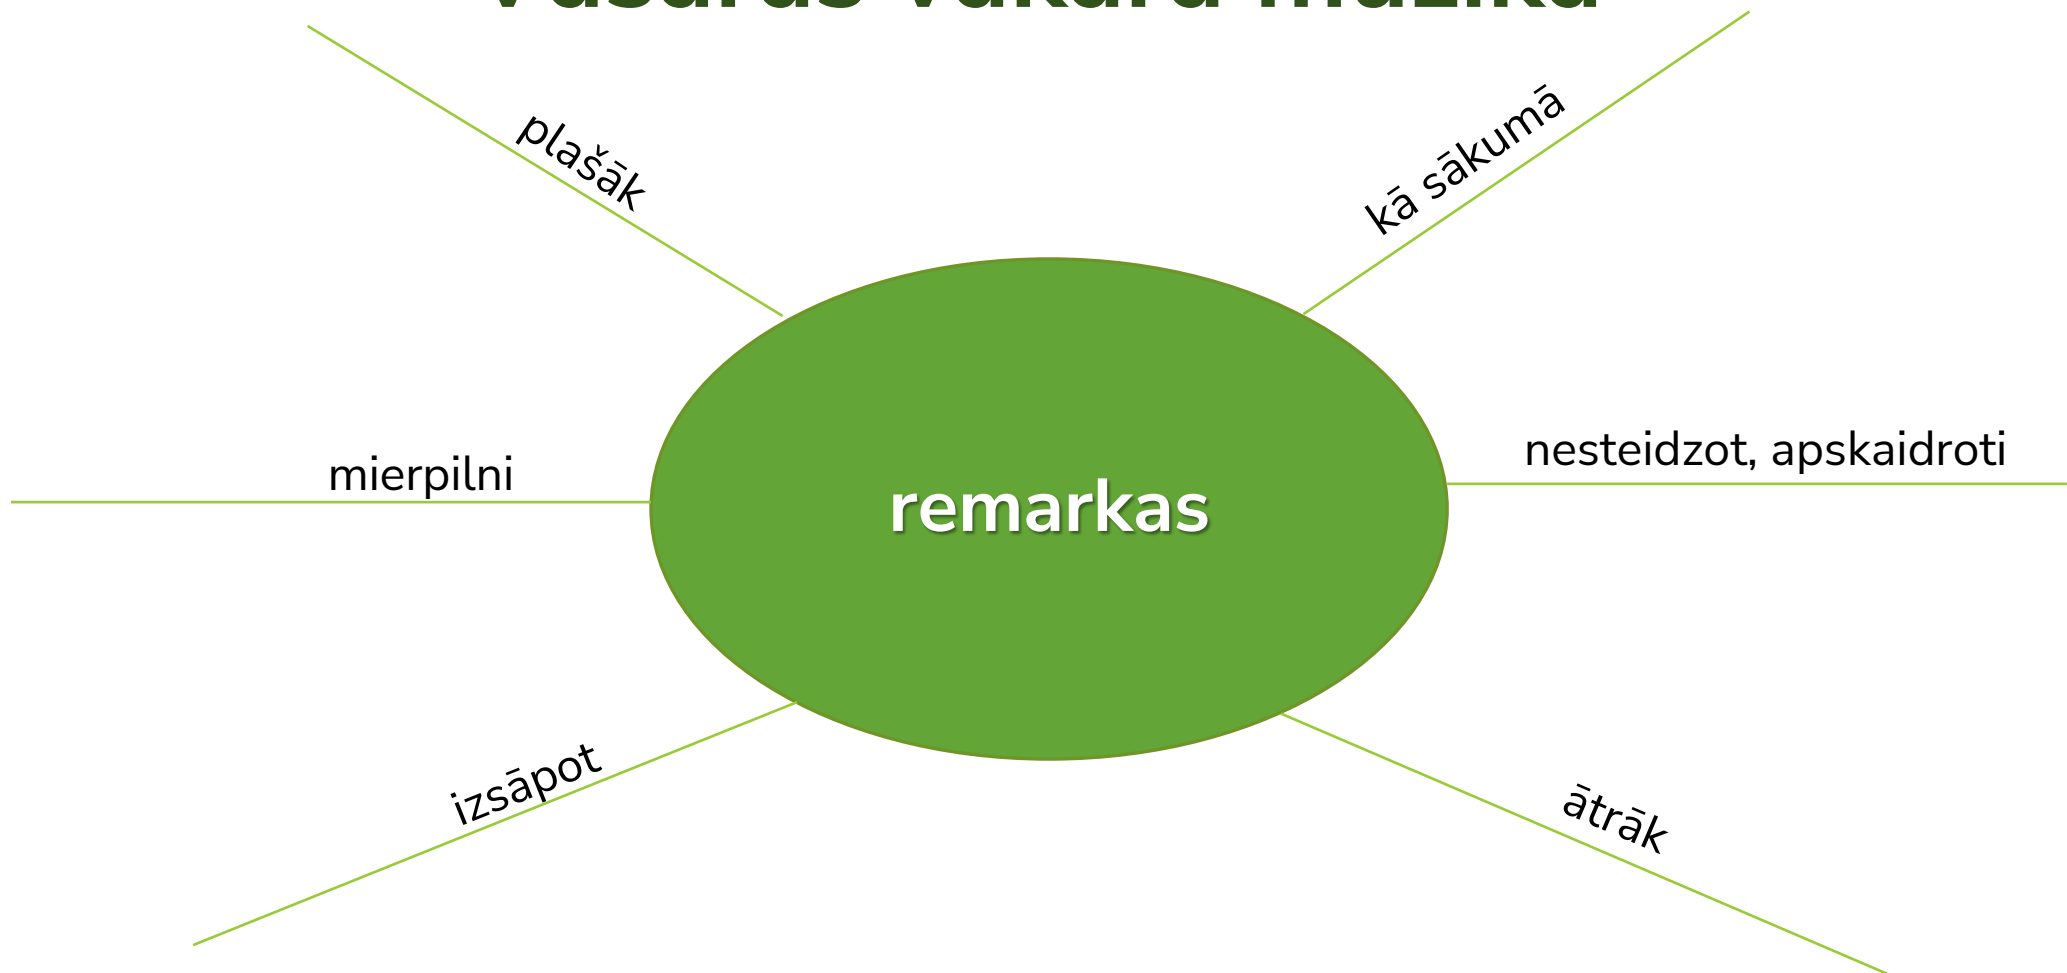 plašāk
kā sākumā
mierpilni
remarkas
nesteidzot, apskaidroti
izsāpot
ātrāk